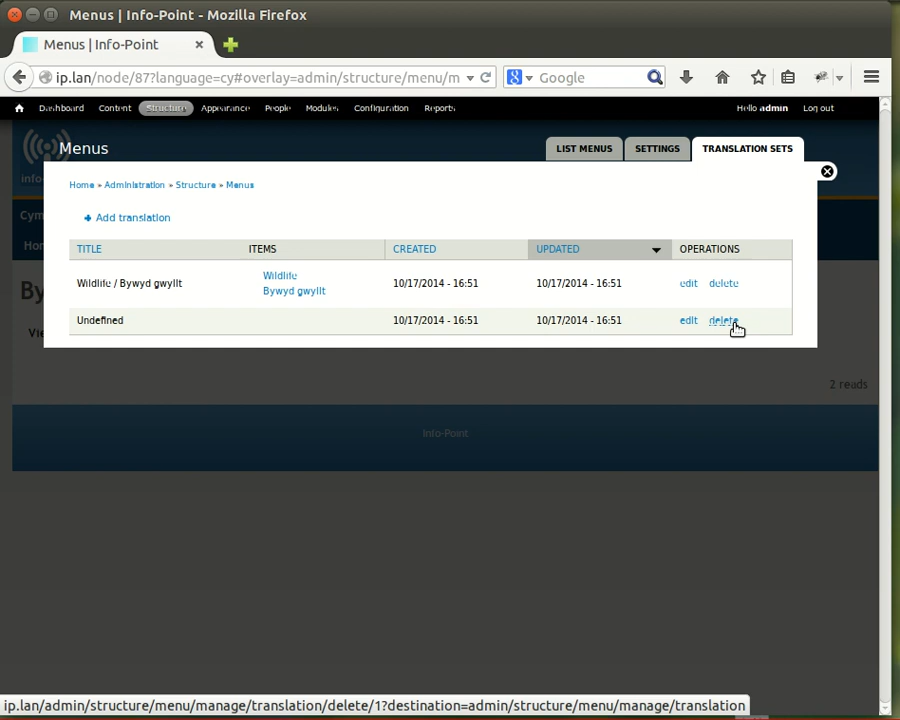 Menus | Info-Point - Mozilla Firefox
Menus | Info-Point
ip.lan/node/87?language=cy#overlay=admin/structure/menu/m
Google
Dashboard Content Structure Appearance People Modules Configuration Reports
Hello admin Log out
Menus
LIST MENUS SETTINGS TRANSLATION SETS
info
Home » Administration » Structure » Menus
Cym
Add translation
Ho
TITLE ITEMS CREATED UPDATED OPERATIONS
Wildlife / Bywyd gwyllt Wildlife 10/17/2014 - 16:51 10/17/2014 - 16:51 edit delete
Bywyd gwyllt
By
Undefined 10/17/2014 - 16:51 10/17/2014 - 16:51 edit delete
Vie
2 reads
Info-Point
ip.lan/admin/structure/menu/manage/translation/delete/1?destination=admin/structure/menu/manage/translation